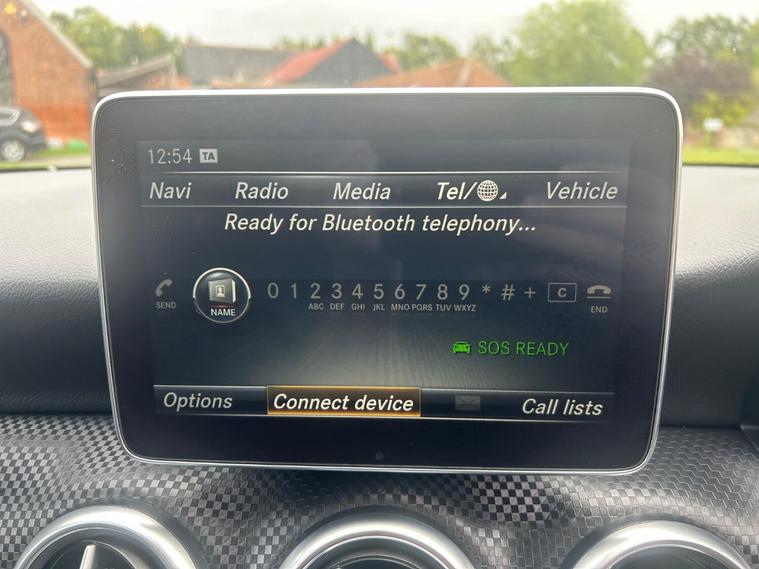 12:54 TA
Navi Radio Media Tel/ Vehicle
Ready for Bluetooth telephony...
SEND NAME 0 1 2 3 4 5 6 7 8 9 * # + C END
ABC DEF GHI JKL MNO PQRS TUV WXYZ
SOS READY
Options Connect device Call lists